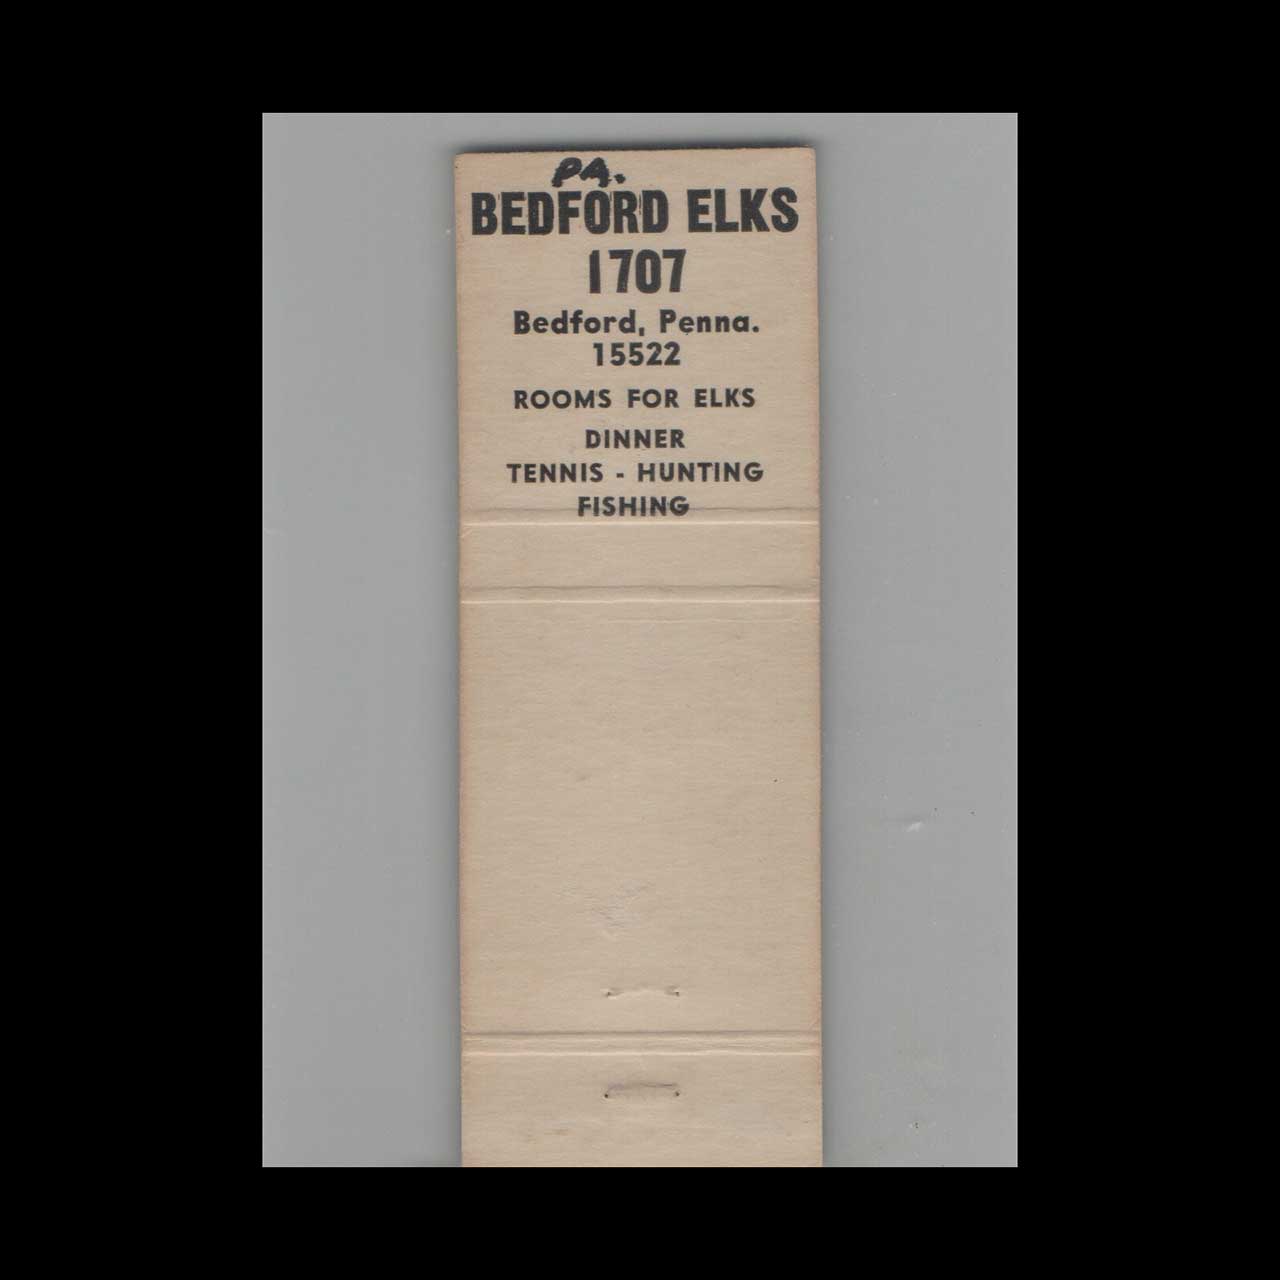 PA.
BEDFORD ELKS
1707
Bedford, Penna.
15522
ROOMS FOR ELKS
DINNER
TENNIS - HUNTING
FISHING